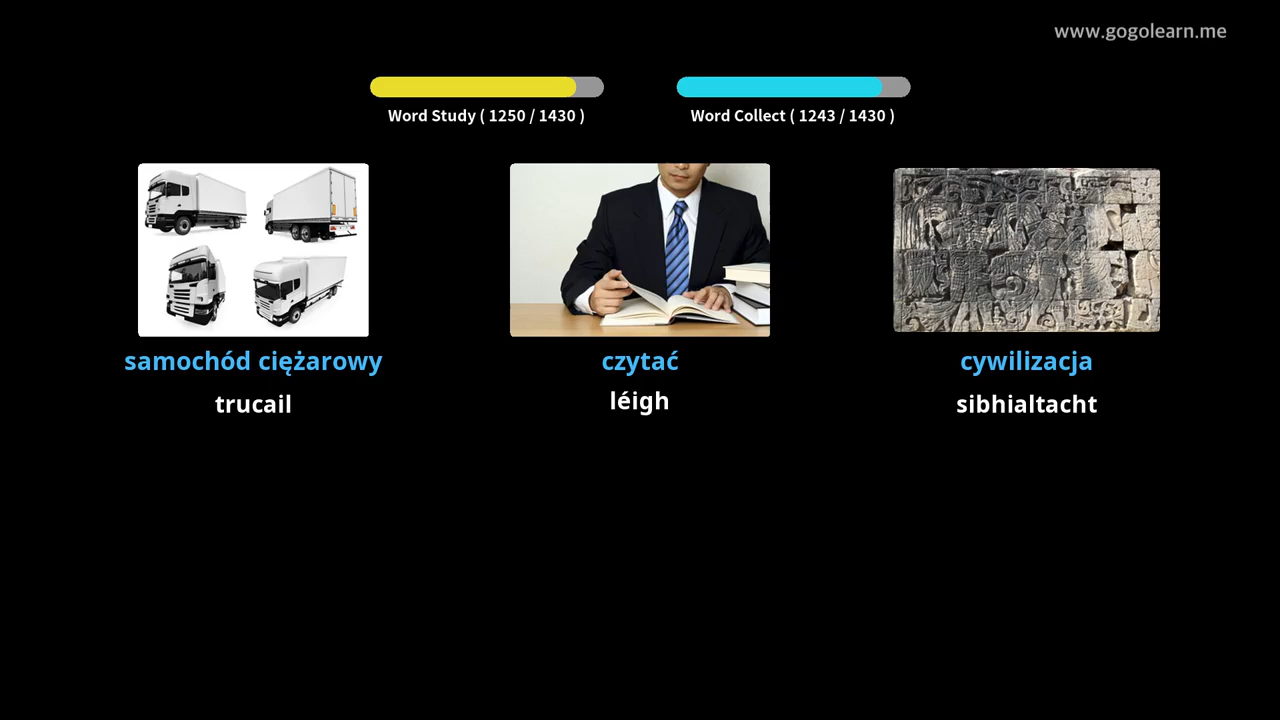 www.gogolearn.me
Word Study ( 1250 / 1430 )
Word Collect ( 1243 / 1430 )
samochód ciężarowy
trucail
czytać
léigh
cywilizacja
sibhialtacht